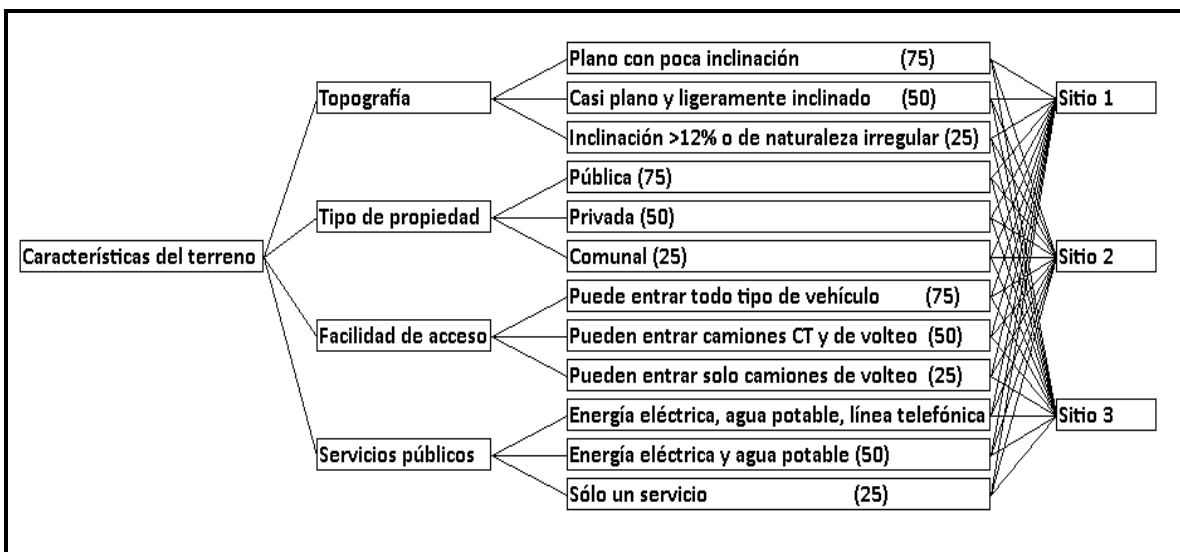 Plano con poca inclinación (75)
Topografía
Casi plano y ligeramente inclinado (50)
Sitio 1
Inclinación >12% o de naturaleza irregular (25)
Pública (75)
Tipo de propiedad
Privada (50)
Características del terreno
Comunal (25)
Sitio 2
Puede entrar todo tipo de vehículo (75)
Facilidad de acceso
Pueden entrar camiones CT y de volteo (50)
Pueden entrar solo camiones de volteo (25)
Energía eléctrica, agua potable, línea telefónica
Sitio 3
Servicios públicos
Energía eléctrica y agua potable (50)
Sólo un servicio (25)